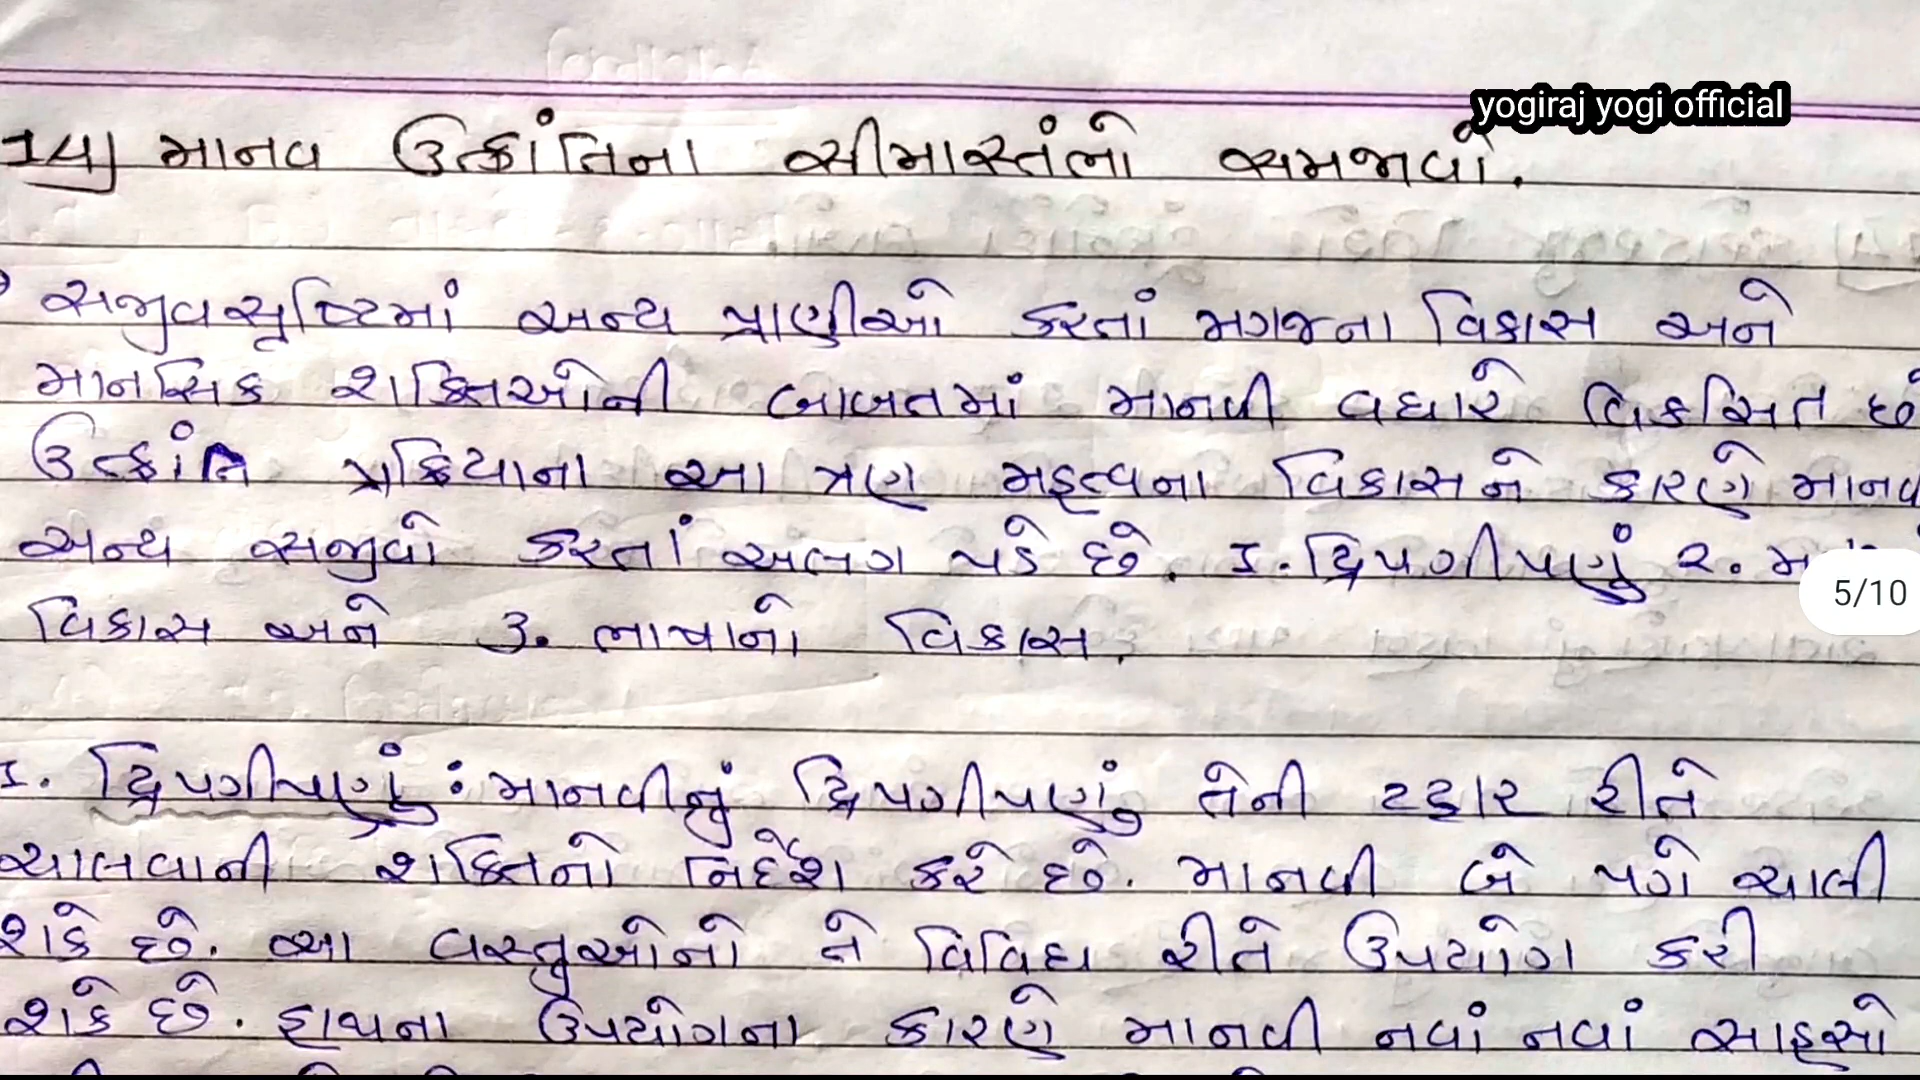 yogiraj yogi official
14) માનવ ઉત્ક્રાંતિના સીમાસ્તંભો સમજાવો.
સજીવસૃષ્ટિમાં અન્ય પ્રાણીઓ કરતાં મગજના વિકાસ અને
માનસિક શક્તિઓની બાબતમાં માનવી વધારે વિકસિત છે
ઉત્ક્રાંતિ પ્રક્રિયાના આ ત્રણ મહત્વના વિકાસને કારણે માનવ
અન્ય સજીવો કરતાં અલગ પડે છે. 1. દ્વિપગીપણું 2.
5/10
વિકાસ અને 3. ભાષાનો વિકાસ.
1. દ્વિપગીપણું : માનવીનું દ્વિપગીપણું તેની ટટ્ટાર રીતે
ચાલવાની શક્તિનો નિર્દેશ કરે છે. માનવી બે પગે ચાલી
શકે છે. આ વસ્તુઓનો તે વિવિધ રીતે ઉપયોગ કરી
શકે છે. હાથના ઉપયોગના કારણે માનવી નવાં નવાં સાહસો